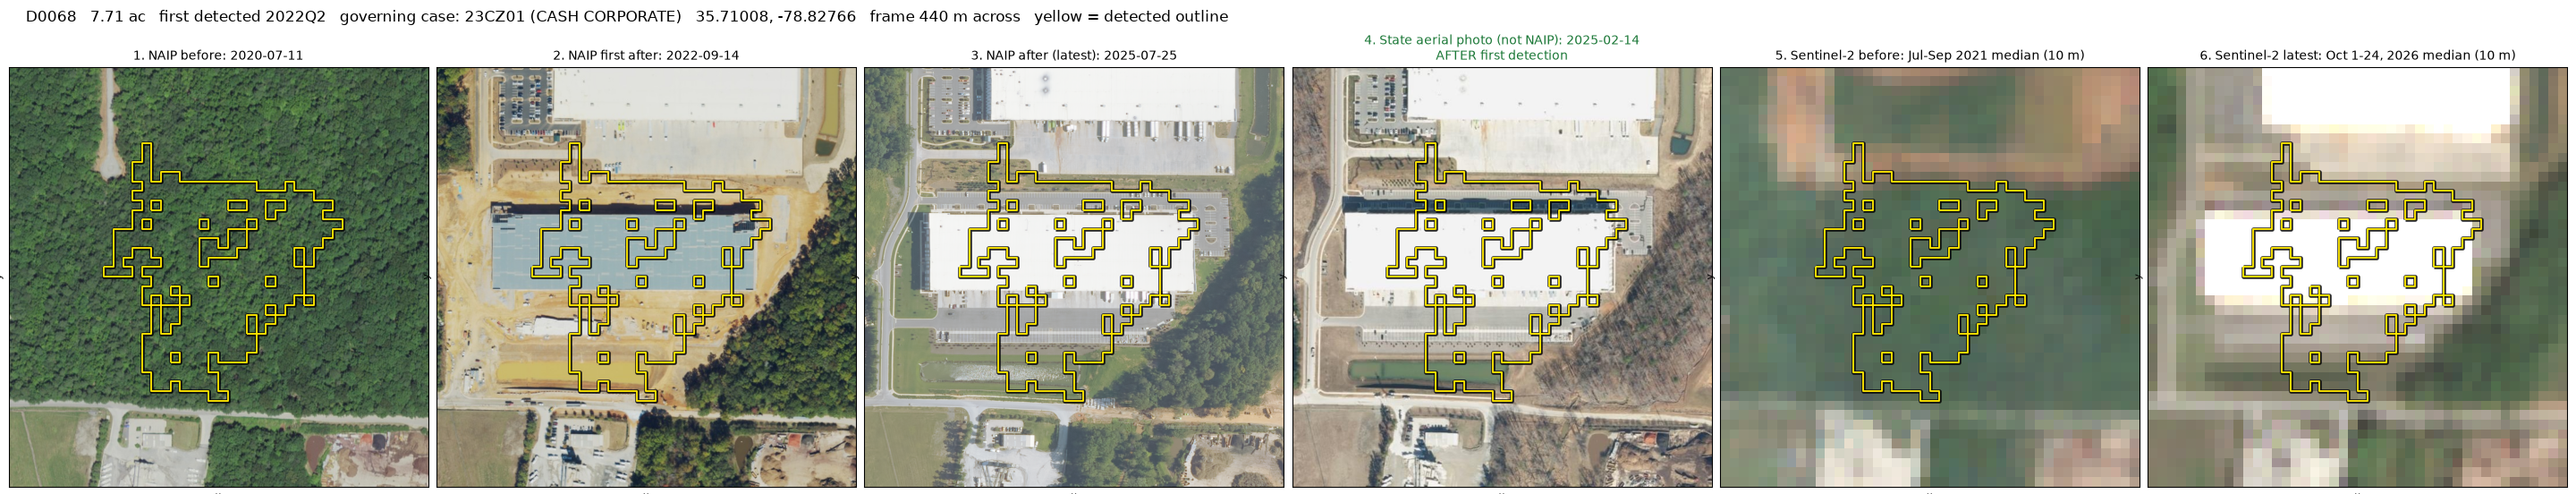 D0068 7.71 ac first detected 2022Q2 governing case: 23CZ01 (CASH CORPORATE) 35.71008, -78.82766 frame 440 m across yellow = detected outline
1. NAIP before: 2020-07-11
2. NAIP first after: 2022-09-14
3. NAIP after (latest): 2025-07-25
4. State aerial photo (not NAIP): 2025-02-14
AFTER first detection
5. Sentinel-2 before: Jul-Sep 2021 median (10 m)
6. Sentinel-2 latest: Oct 1-24, 2026 median (10 m)